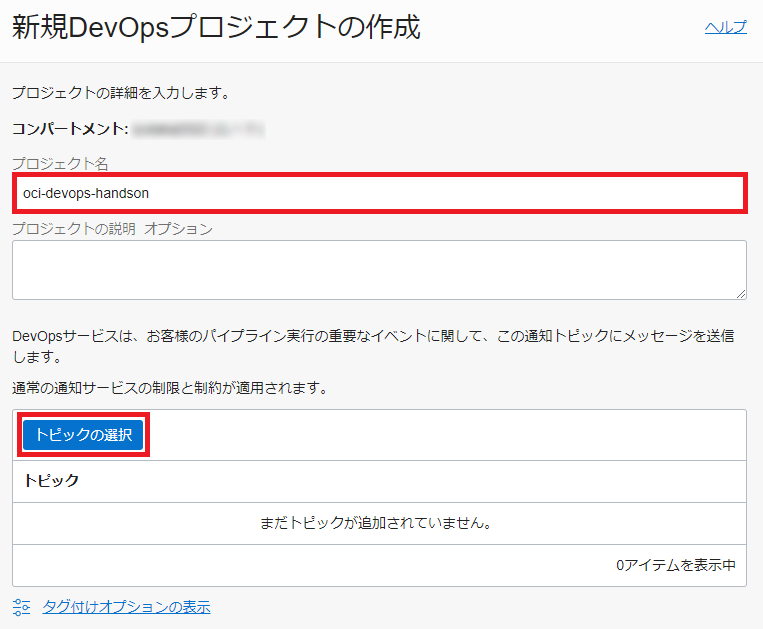 新規DevOpsプロジェクトの作成
ヘルプ
プロジェクトの詳細を入力します。
コンパートメント:
プロジェクト名
oci-devops-handson
プロジェクトの説明 オプション
DevOpsサービスは、お客様のパイプライン実行の重要なイベントに関して、この通知トピックにメッセージを送信
します。
通常の通知サービスの制限と制約が適用されます。
トピックの選択
トピック
まだトピックが追加されていません。
0アイテムを表示中
タグ付けオプションの表示